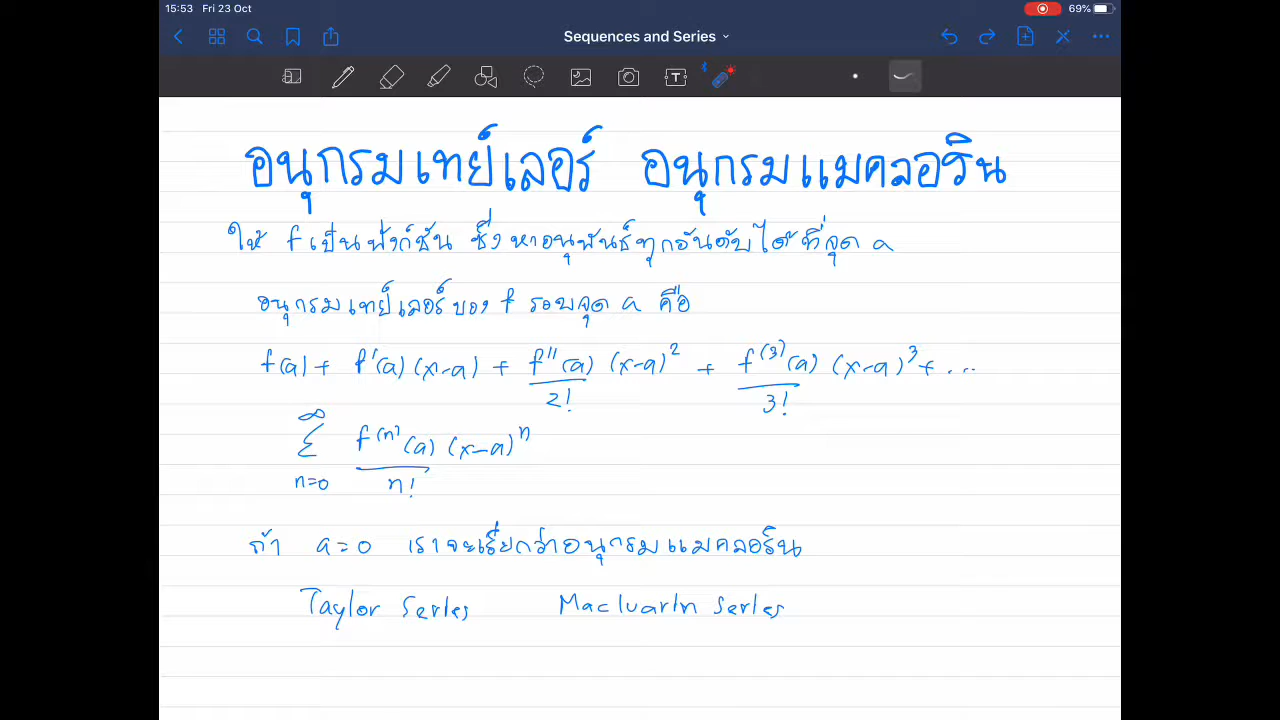 15:53 Fri 23 Oct 69%
Sequences and Series
T
อนุกรมเทย์เลอร์ อนุกรมแมคลอริน
ให้ f เป็นฟังก์ชัน ซึ่งหาอนุพันธ์ทุกอันดับได้ที่จุด a
อนุกรมเทย์เลอร์ของ f รอบจุด a คือ
f(a) + f'(a)(x-a) + f''(a)/2! (x-a)² + f⁽³⁾(a)/3! (x-a)³ + ...
∞ Σ n=0 f⁽ⁿ⁾(a)/n! (x-a)ⁿ
ถ้า a=0 เราจะเรียกว่าอนุกรมแมคลอริน
Taylor Series Macluarin Series